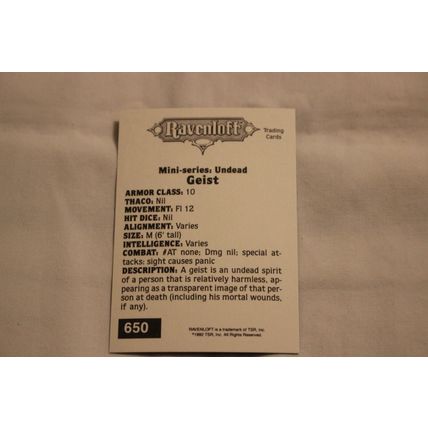 Ravenloft
Trading
Cards
Mini-series: Undead
Geist
ARMOR CLASS: 10
THACO: Nil
MOVEMENT: Fl 12
HIT DICE: Nil
ALIGNMENT: Varies
SIZE: M (6' tall)
INTELLIGENCE: Varies
COMBAT: #AT none; Dmg nil; special at-
tacks: sight causes panic
DESCRIPTION: A geist is an undead spirit
of a person that is relatively harmless, ap-
pearing as a transparent image of that per-
son at death (including his mortal wounds,
if any).
650
RAVENLOFT is a trademark of TSR, Inc.
©1992 TSR, Inc. All Rights Reserved.